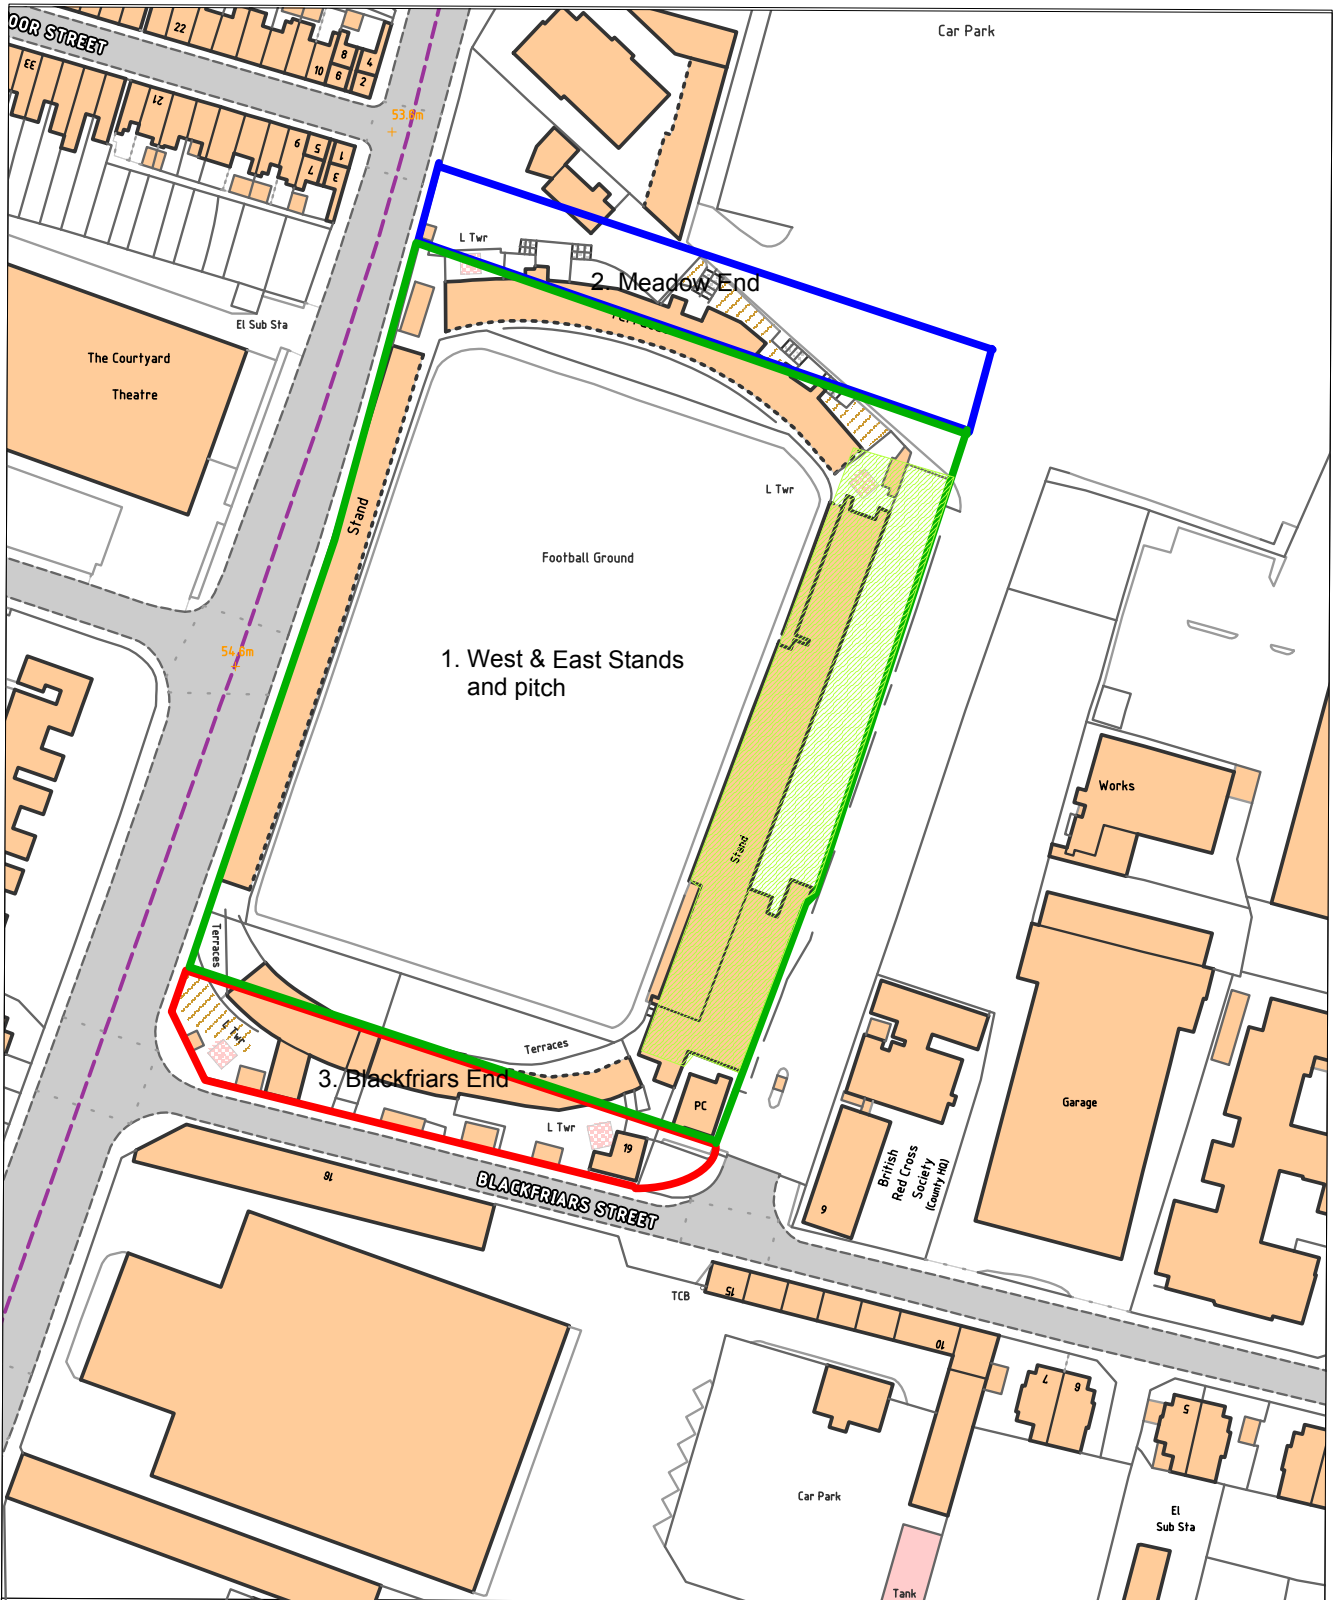 Car Park
OOR STREET
22
8
4
10
6
2
33
21
9
5
1
7
3
53.8m
L Twr
2. Meadow End
El Sub Sta
The Courtyard
Theatre
Stand
L Twr
Football Ground
54.8m
1. West & East Stands
and pitch
Works
Stand
Terraces
L Twr
Terraces
3. Blackfriars End
PC
L Twr
19
Garage
British
Red Cross
Society
(County HQ)
9
16
BLACKFRIARS STREET
TCB
15
10
7
6
5
Car Park
El
Sub Sta
Tank